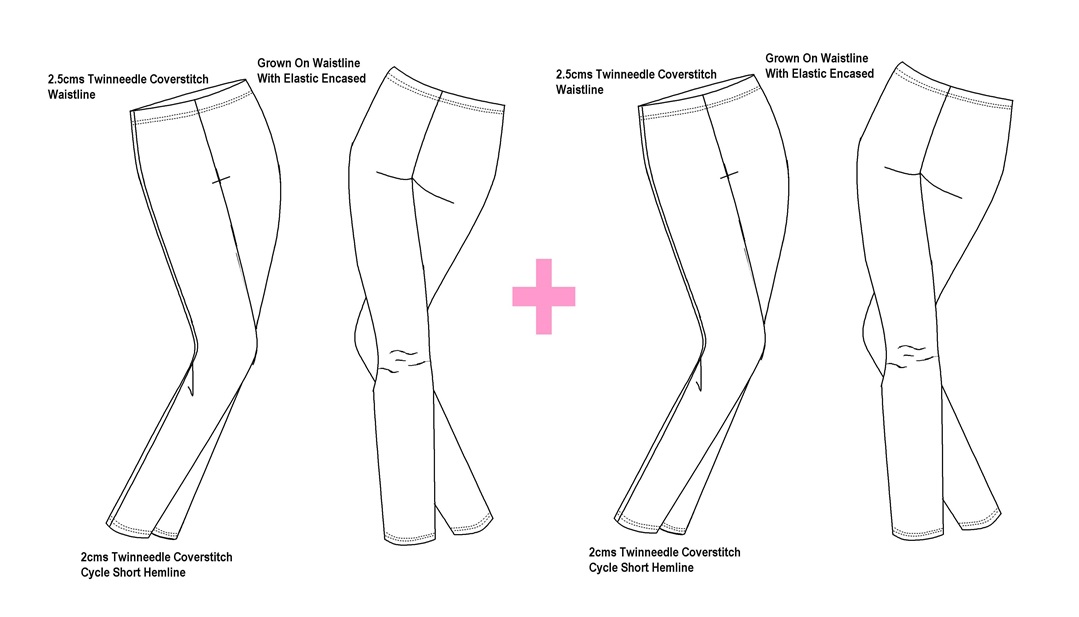 2.5cms Twinneedle Coverstitch
Waistline
Grown On Waistline
With Elastic Encased
2.5cms Twinneedle Coverstitch
Waistline
Grown On Waistline
With Elastic Encased
2cms Twinneedle Coverstitch
Cycle Short Hemline
2cms Twinneedle Coverstitch
Cycle Short Hemline